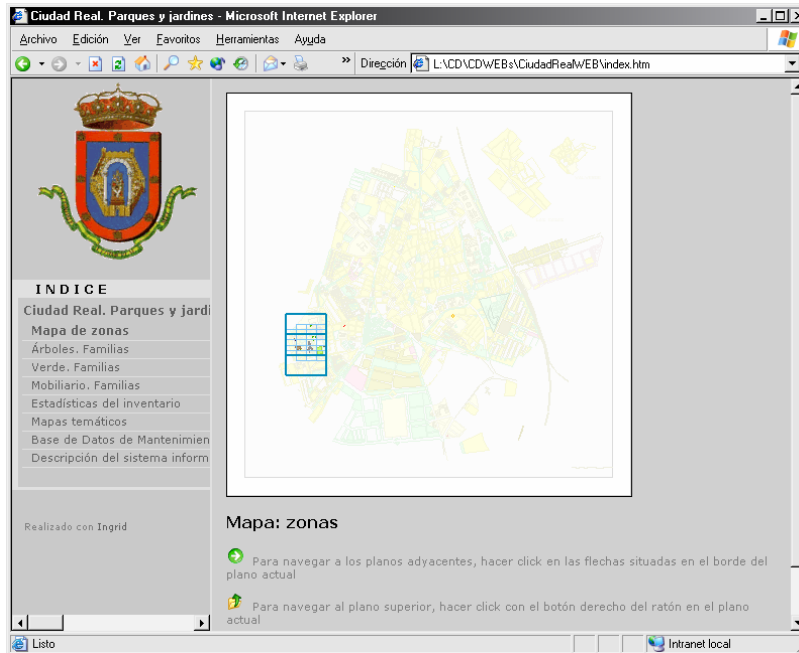 Ciudad Real. Parques y jardines - Microsoft Internet Explorer
Archivo Edición Ver Favoritos Herramientas Ayuda
» Dirección L:\CD\CDWEBs\CiudadRealWEB\index.htm
INDICE
Ciudad Real. Parques y jardi
Mapa de zonas
Árboles. Familias
Verde. Familias
Mobiliario. Familias
Estadísticas del inventario
Mapas temáticos
Base de Datos de Mantenimien
Descripción del sistema inform
Realizado con Ingrid
Mapa: zonas
Para navegar a los planos adyacentes, hacer click en las flechas situadas en el borde del
plano actual
Para navegar al plano superior, hacer click con el botón derecho del ratón en el plano
actual
Listo
Intranet local